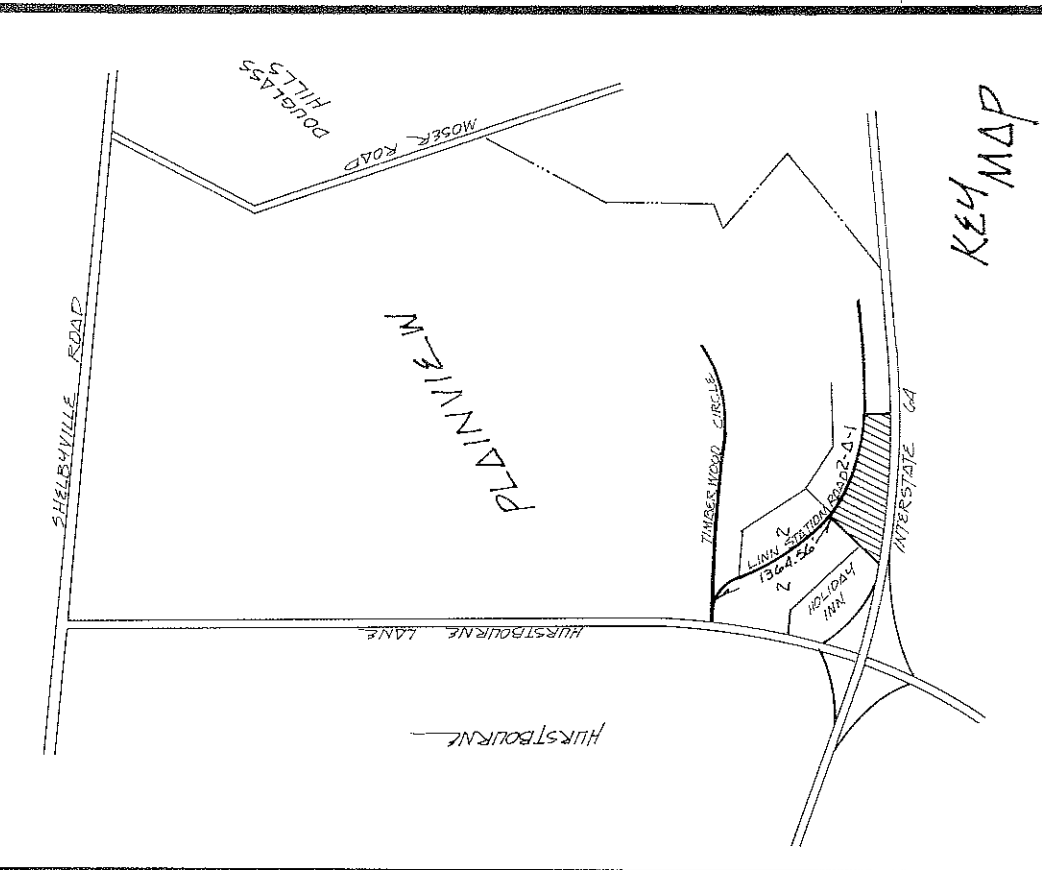 DOUGLASS
HILLS
MOSER ROAD
SHELBYVILLE ROAD
KEY MAP
PLAINVIEW
TIMBERWOOD CIRCLE
LINN STATION ROAD 2-A-1
1364.56'
N
N
INTERSTATE 64
HOLIDAY
INN
HURSTBOURNE LANE
HURSTBOURNE